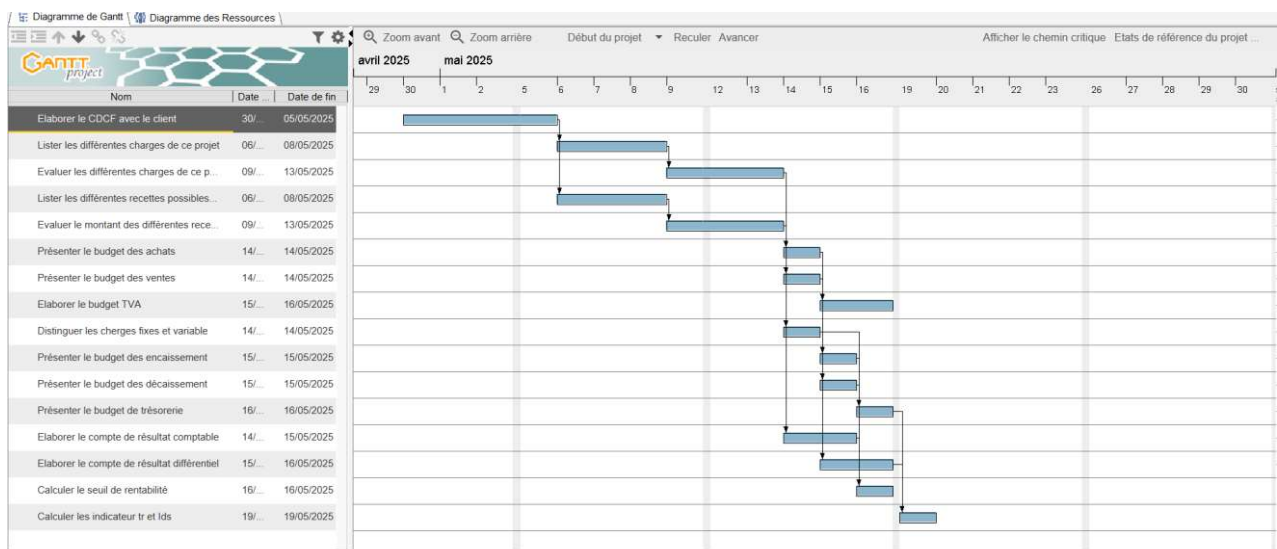 Diagramme de Gantt Diagramme des Ressources
Zoom avant Zoom arrière Début du projet Reculer Avancer Afficher le chemin critique Etats de référence du projet ...
GANTT project
avril 2025 mai 2025
29 30 1 2 5 6 7 8 9 12 13 14 15 16 19 20 21 22 23 26 27 28 29 30
Nom Date ... Date de fin
Elaborer le CDCF avec le client 30/... 05/05/2025
Lister les différentes charges de ce projet 06/... 08/05/2025
Evaluer les différentes charges de ce p... 09/... 13/05/2025
Lister les différentes recettes possibles... 06/... 08/05/2025
Evaluer le montant des différentes rece... 09/... 13/05/2025
Présenter le budget des achats 14/... 14/05/2025
Présenter le budget des ventes 14/... 14/05/2025
Elaborer le budget TVA 15/... 16/05/2025
Distinguer les cherges fixes et variable 14/... 14/05/2025
Présenter le budget des encaissement 15/... 15/05/2025
Présenter le budget des décaissement 15/... 15/05/2025
Présenter le budget de trésorerie 16/... 16/05/2025
Elaborer le compte de résultat comptable 14/... 15/05/2025
Elaborer le compte de résultat différentiel 15/... 16/05/2025
Calculer le seuil de rentabilité 16/... 16/05/2025
Calculer les indicateur tr et Ids 19/... 19/05/2025